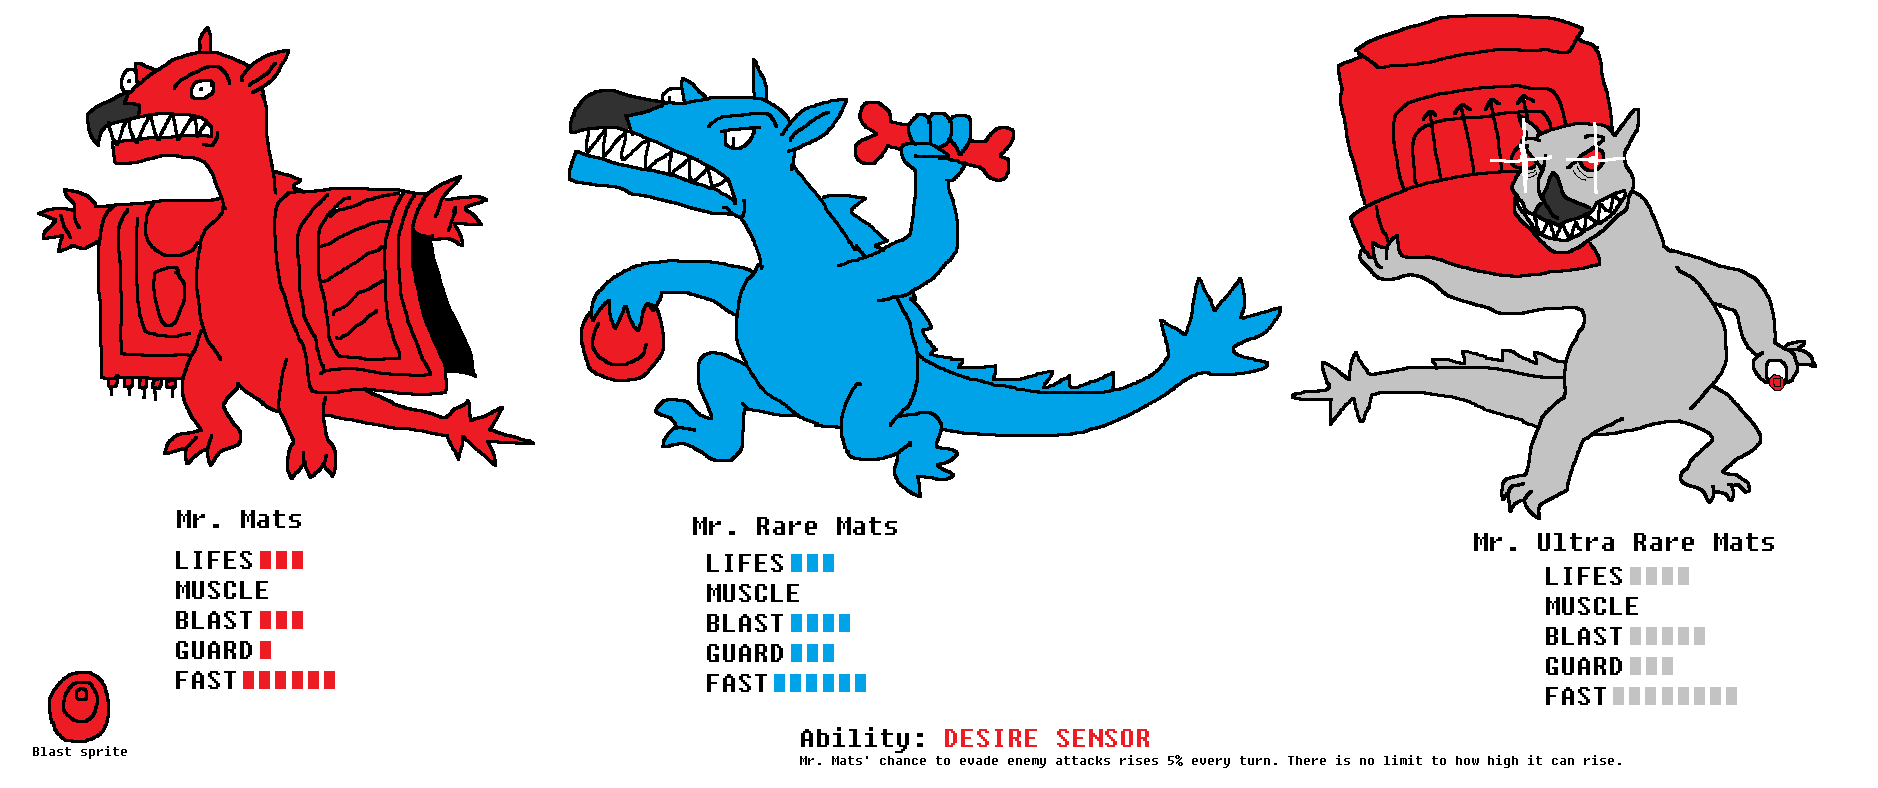 Mr. Mats
LIFES
MUSCLE
BLAST
GUARD
FAST
Blast sprite
Mr. Rare Mats
LIFES
MUSCLE
BLAST
GUARD
FAST
Mr. Ultra Rare Mats
LIFES
MUSCLE
BLAST
GUARD
FAST
Ability: DESIRE SENSOR
Mr. Mats' chance to evade enemy attacks rises 5% every turn. There is no limit to how high it can rise.